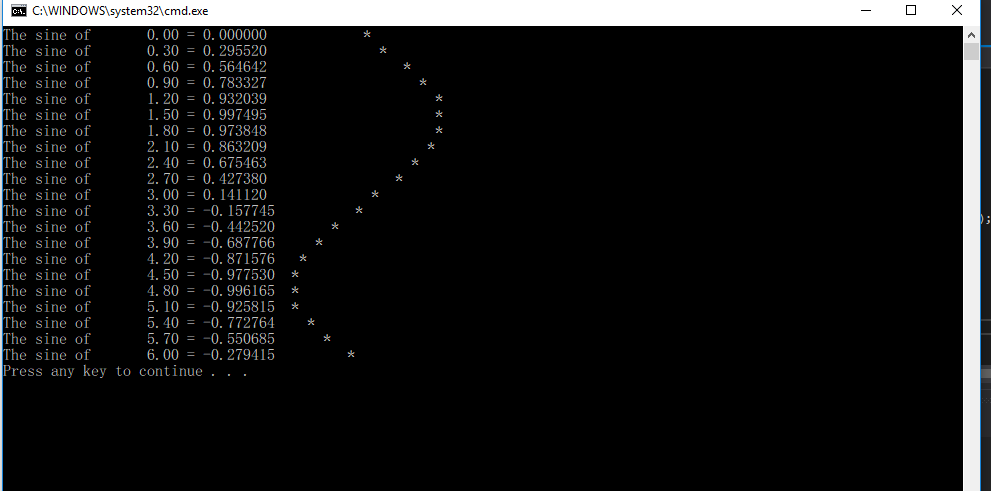 C:\WINDOWS\system32\cmd.exe
The sine of       0.00 = 0.000000            *
The sine of       0.30 = 0.295520              *
The sine of       0.60 = 0.564642                 *
The sine of       0.90 = 0.783327                   *
The sine of       1.20 = 0.932039                     *
The sine of       1.50 = 0.997495                     *
The sine of       1.80 = 0.973848                     *
The sine of       2.10 = 0.863209                    *
The sine of       2.40 = 0.675463                  *
The sine of       2.70 = 0.427380                *
The sine of       3.00 = 0.141120             *
The sine of       3.30 = -0.157745          *
The sine of       3.60 = -0.442520       *
The sine of       3.90 = -0.687766     *
The sine of       4.20 = -0.871576   *
The sine of       4.50 = -0.977530  *
The sine of       4.80 = -0.996165  *
The sine of       5.10 = -0.925815  *
The sine of       5.40 = -0.772764    *
The sine of       5.70 = -0.550685      *
The sine of       6.00 = -0.279415         *
Press any key to continue . . .
);